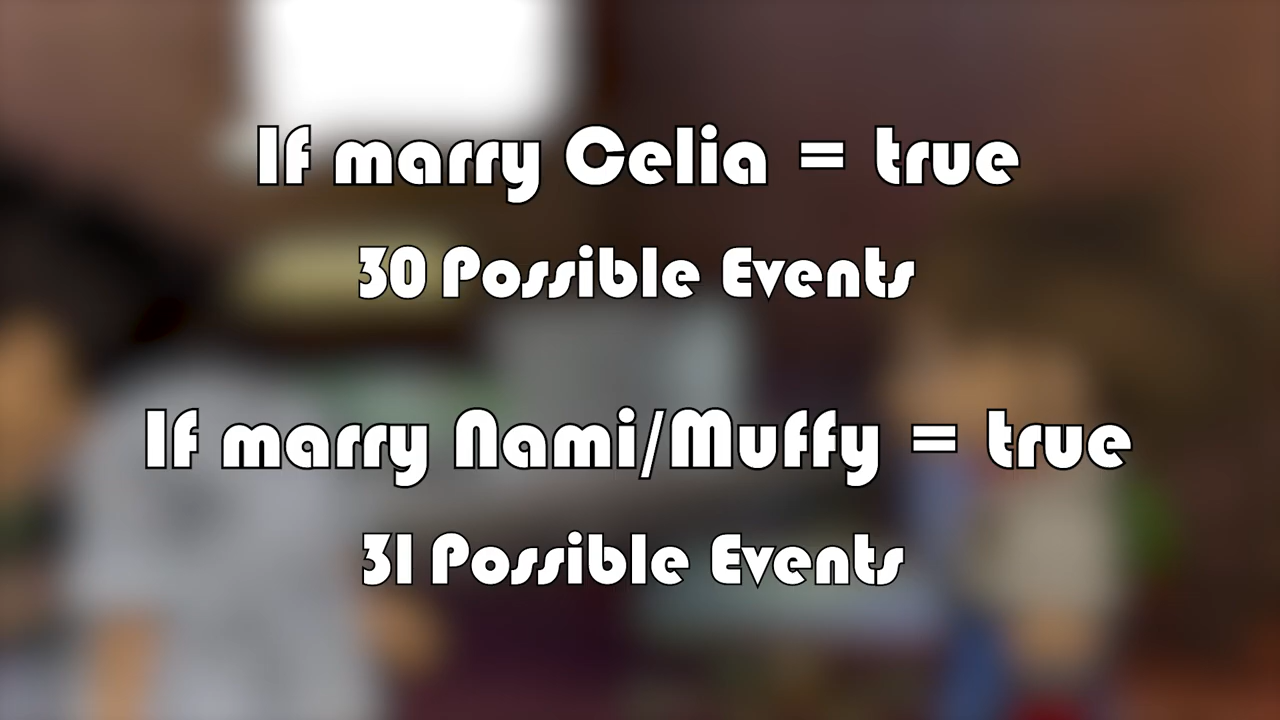 If marry Celia = true
30 Possible Events
If marry Nami/Muffy = true
31 Possible Events